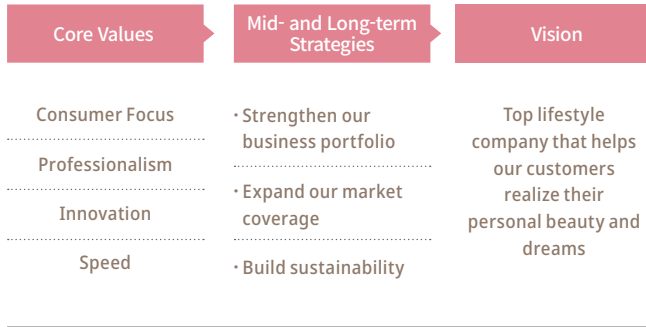 Core Values
Consumer Focus
Professionalism
Innovation
Speed
Mid- and Long-term
Strategies
· Strengthen our
business portfolio
· Expand our market
coverage
· Build sustainability
Vision
Top lifestyle
company that helps
our customers
realize their
personal beauty and
dreams